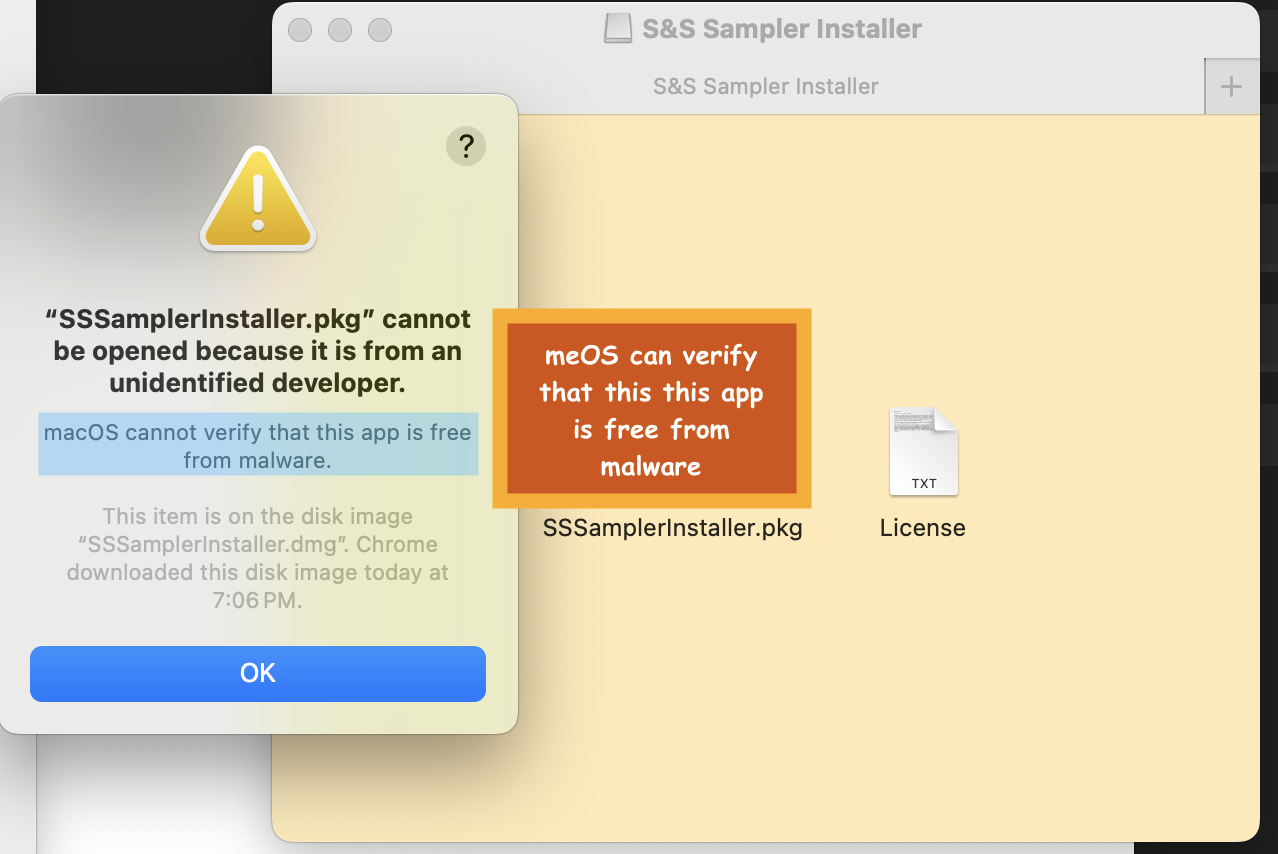 S&S Sampler Installer
S&S Sampler Installer
+
?
“SSSamplerInstaller.pkg” cannot
be opened because it is from an
unidentified developer.
macOS cannot verify that this app is free
from malware.
This item is on the disk image
“SSSamplerInstaller.dmg”. Chrome
downloaded this disk image today at
7:06 PM.
OK
meOS can verify
that this this app
is free from
malware
SSSamplerInstaller.pkg
TXT
License